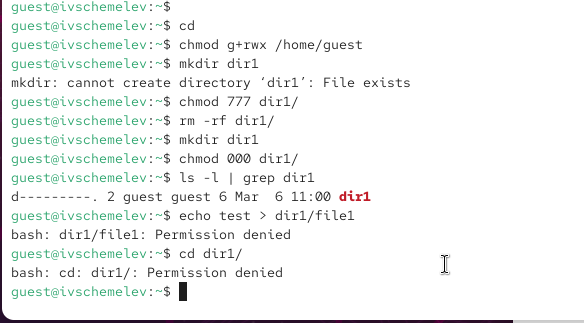 guest@ivschemelev:~$
guest@ivschemelev:~$ cd
guest@ivschemelev:~$ chmod g+rwx /home/guest
guest@ivschemelev:~$ mkdir dir1
mkdir: cannot create directory ‘dir1’: File exists
guest@ivschemelev:~$ chmod 777 dir1/
guest@ivschemelev:~$ rm -rf dir1/
guest@ivschemelev:~$ mkdir dir1
guest@ivschemelev:~$ chmod 000 dir1/
guest@ivschemelev:~$ ls -l | grep dir1
d---------. 2 guest guest 6 Mar  6 11:00 dir1
guest@ivschemelev:~$ echo test > dir1/file1
bash: dir1/file1: Permission denied
guest@ivschemelev:~$ cd dir1/
bash: cd: dir1/: Permission denied
guest@ivschemelev:~$